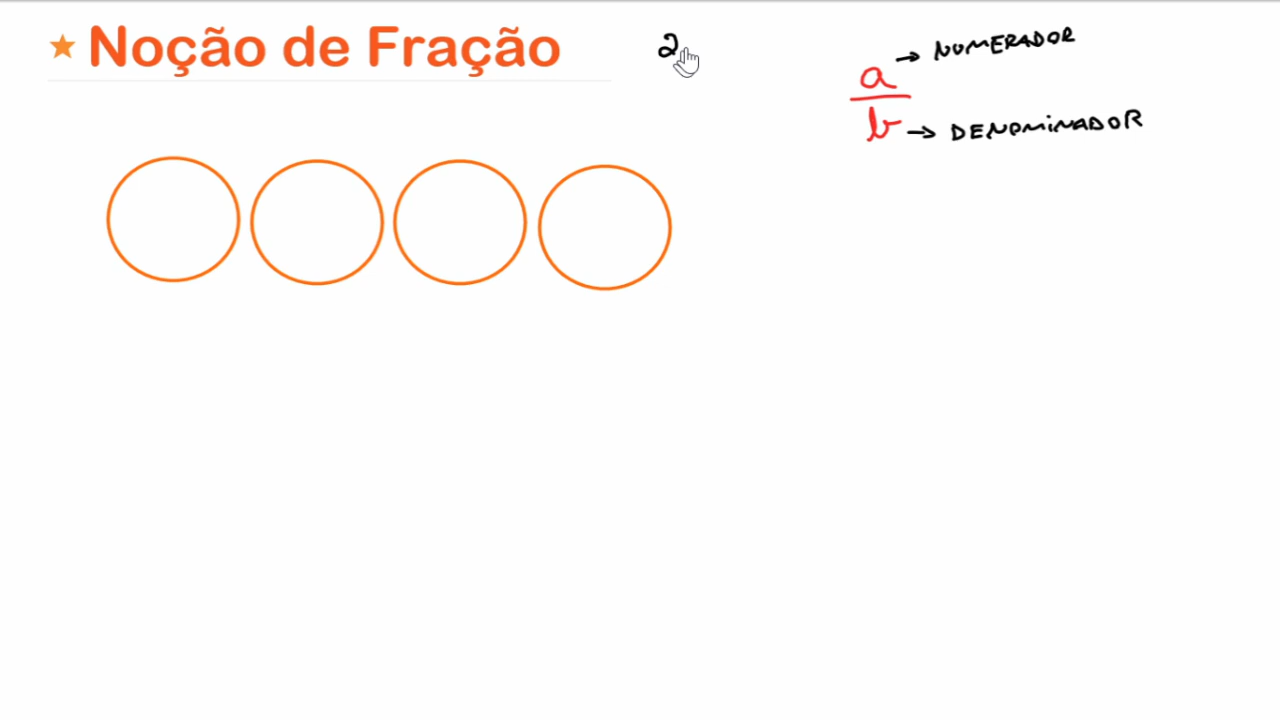 Noção de Fração
2
a → NUMERADOR
b → DENOMINADOR